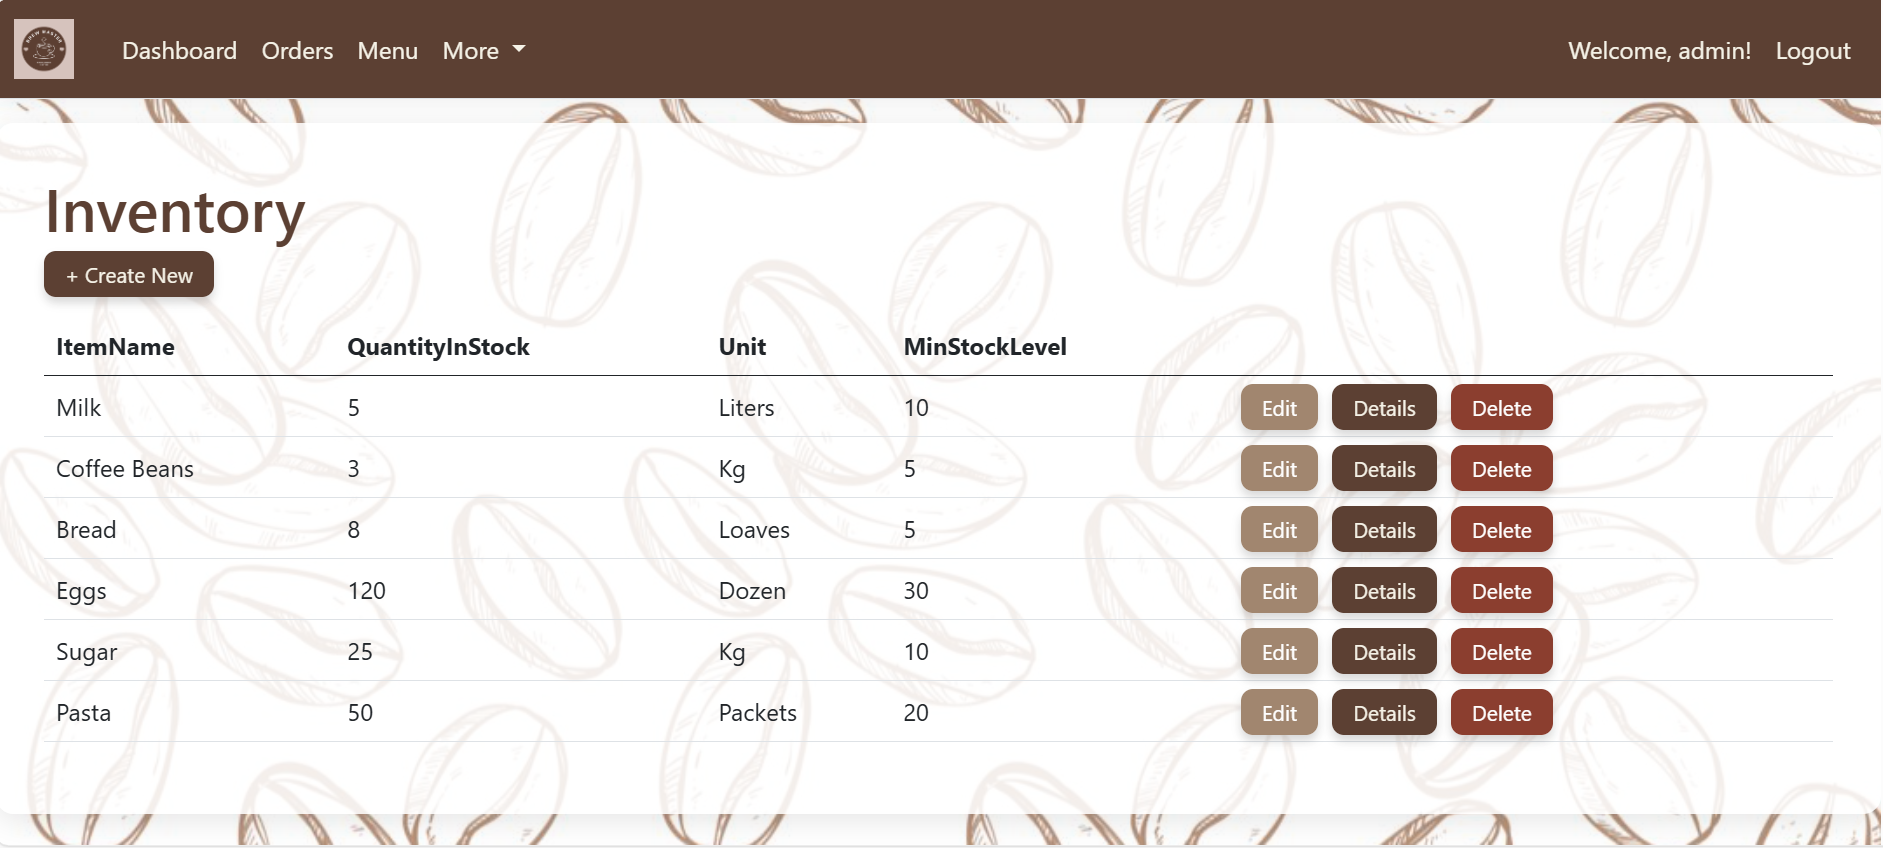 BREW MASTER
Dashboard Orders Menu More Welcome, admin! Logout
Inventory
+ Create New
ItemName QuantityInStock Unit MinStockLevel
Milk 5 Liters 10 Edit Details Delete
Coffee Beans 3 Kg 5 Edit Details Delete
Bread 8 Loaves 5 Edit Details Delete
Eggs 120 Dozen 30 Edit Details Delete
Sugar 25 Kg 10 Edit Details Delete
Pasta 50 Packets 20 Edit Details Delete